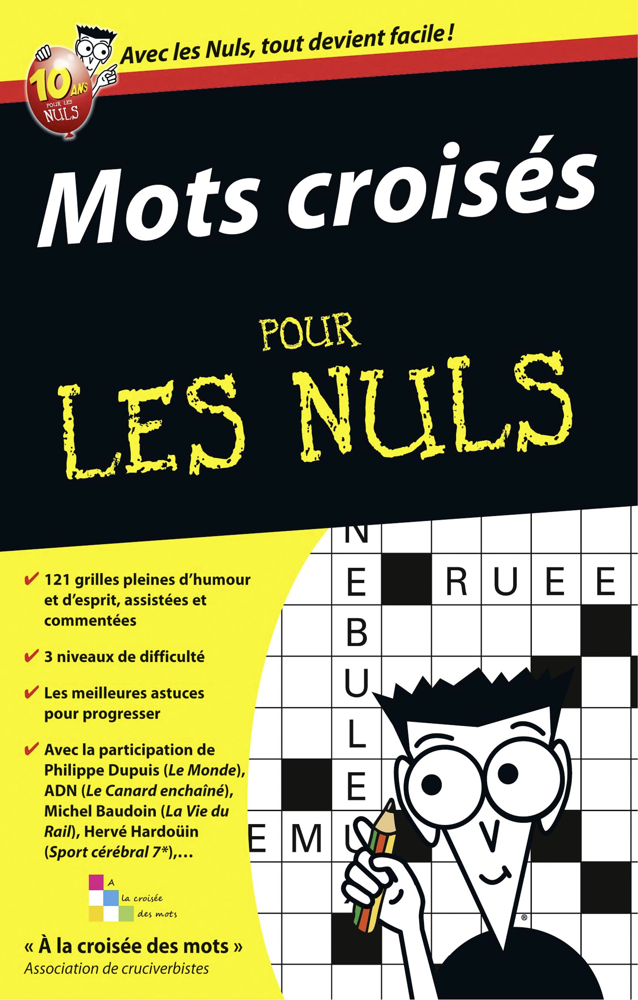 Avec les Nuls, tout devient facile !
10 ANS
POUR LES
NULS
Mots croisés
POUR
LES NULS
N
E R U E E
B
U
L
E
E M U
✔ 121 grilles pleines d’humour
et d’esprit, assistées et
commentées
✔ 3 niveaux de difficulté
✔ Les meilleures astuces
pour progresser
✔ Avec la participation de
Philippe Dupuis (Le Monde),
ADN (Le Canard enchaîné),
Michel Baudoin (La Vie du
Rail), Hervé Hardoüin
(Sport cérébral 7*),…
A
la croisée
des mots
« À la croisée des mots »
Association de cruciverbistes
®